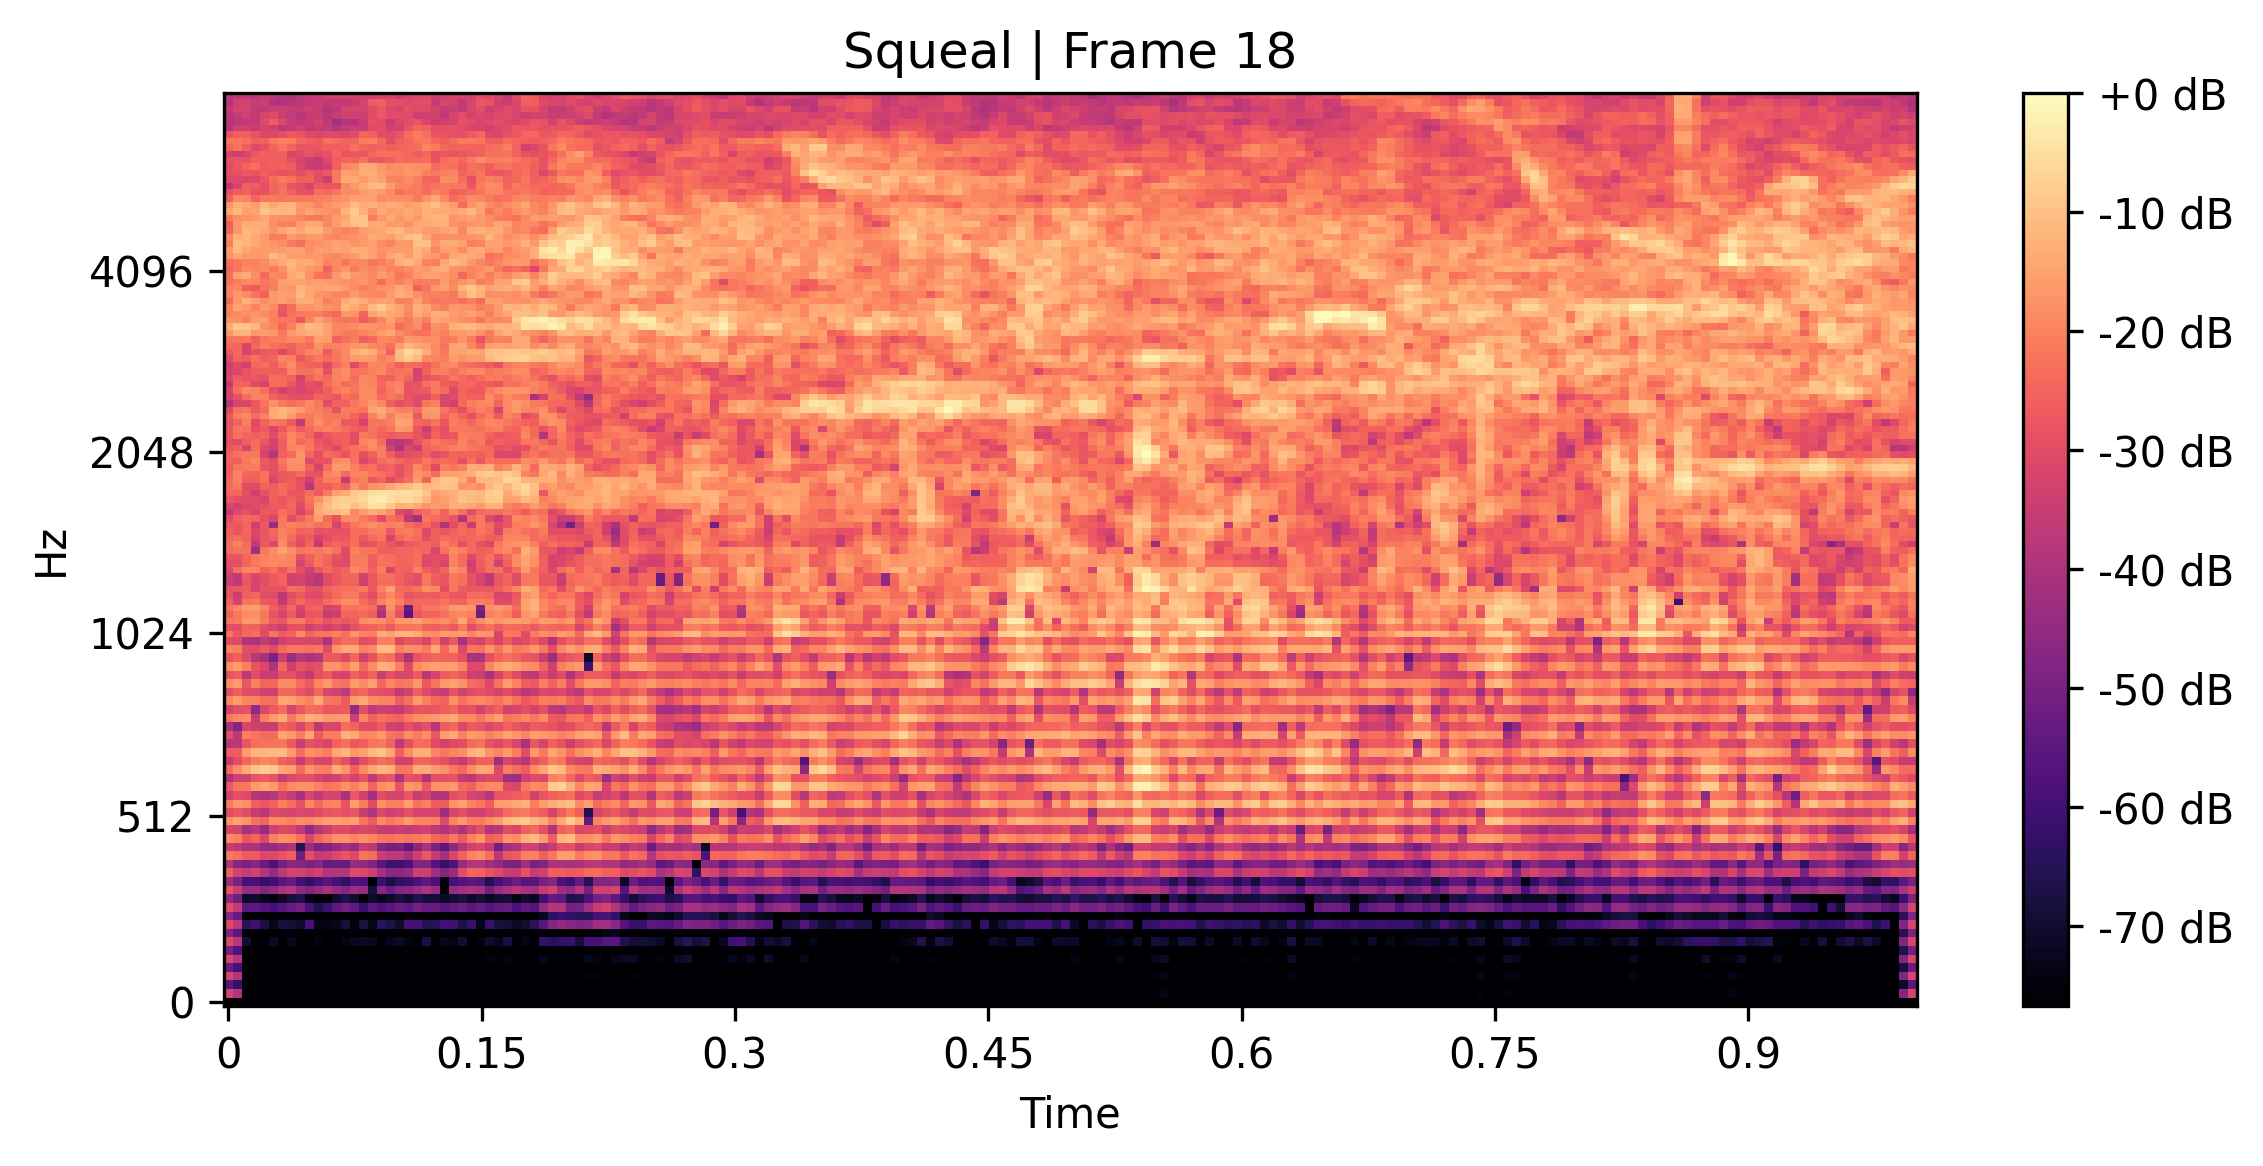 Squeal | Frame 18
+0 dB
-10 dB
-20 dB
-30 dB
-40 dB
-50 dB
-60 dB
-70 dB
Hz
4096
2048
1024
512
0
0 0.15 0.3 0.45 0.6 0.75 0.9
Time